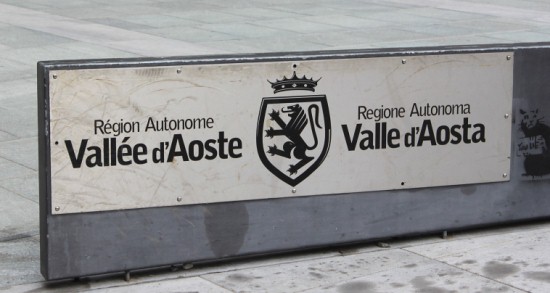 Région Autonome
Vallée d'Aoste
Regione Autonoma
Valle d'Aosta